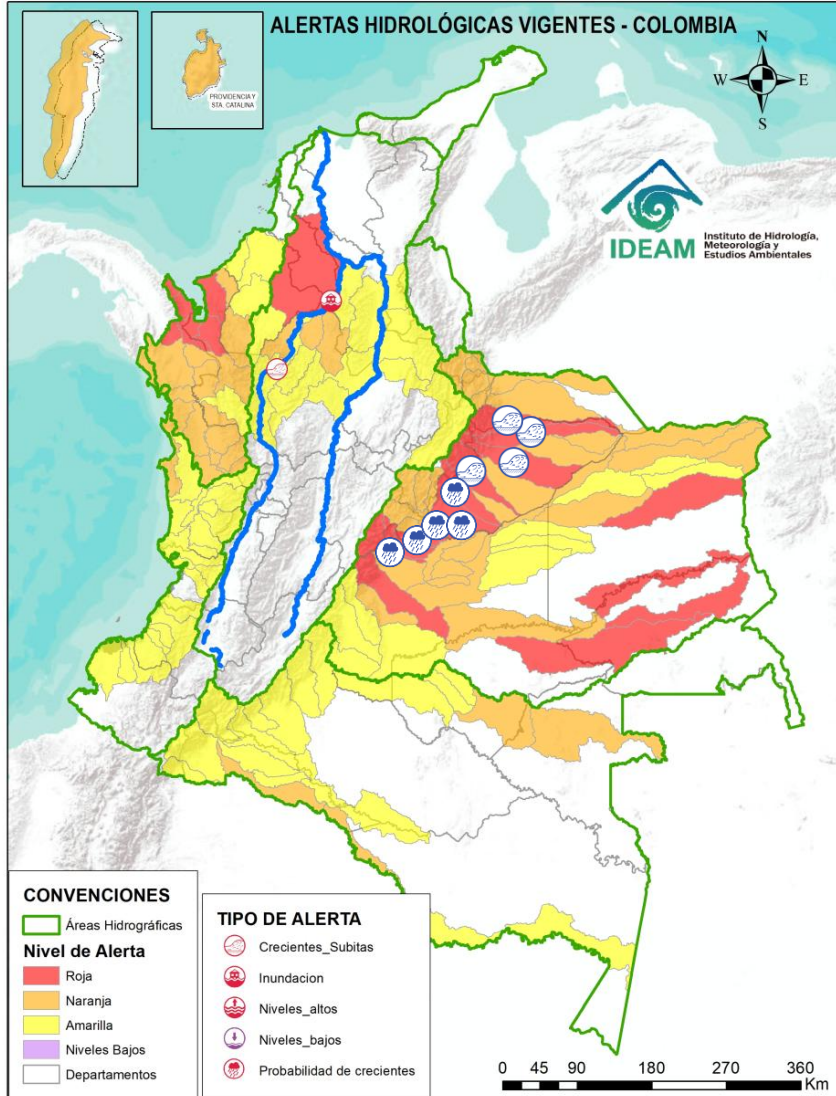 ALERTAS HIDROLÓGICAS VIGENTES - COLOMBIA
PROVIDENCIA Y
STA. CATALINA
N
W
E
S
IDEAM
Instituto de Hidrología,
Meteorología y
Estudios Ambientales
CONVENCIONES
Áreas Hidrográficas
Nivel de Alerta
Roja
Naranja
Amarilla
Niveles Bajos
Departamentos
TIPO DE ALERTA
Crecientes_Subitas
Inundacion
Niveles_altos
Niveles_bajos
Probabilidad de crecientes
0 45 90 180 270 360
Km